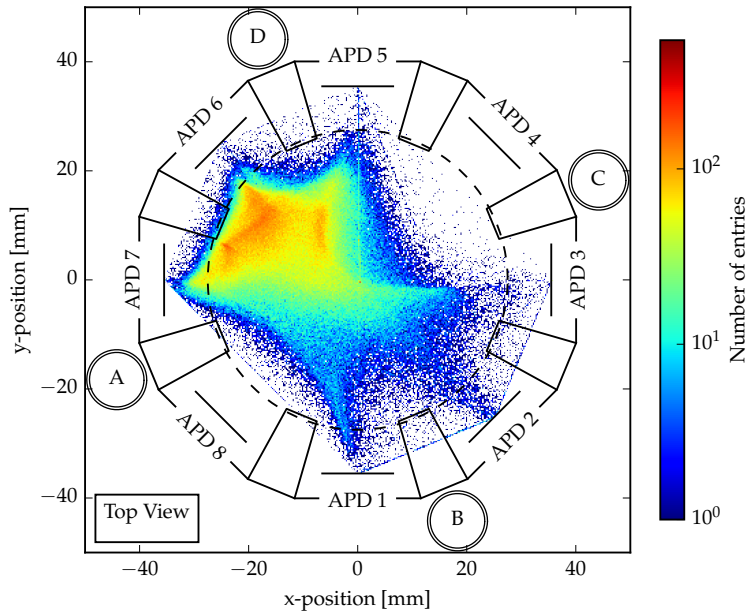 50
40
20
0
−20
−40
y-position [mm]
−40
−20
0
20
40
x-position [mm]
D
APD 5
APD 6
APD 4
C
APD 7
APD 3
A
APD 8
APD 2
APD 1
B
Top View
10²
10¹
10⁰
Number of entries